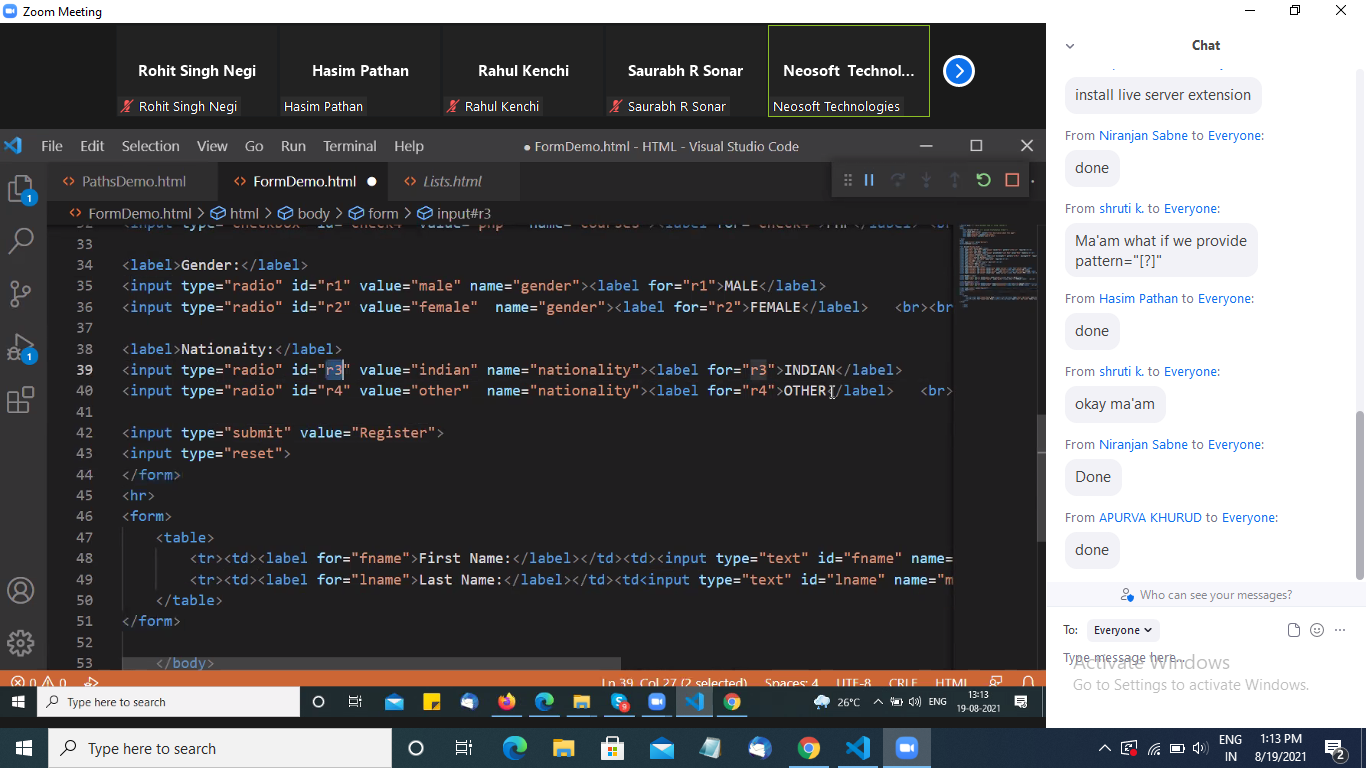 Zoom Meeting
Rohit Singh Negi
Hasim Pathan
Rahul Kenchi
Saurabh R Sonar
Neosoft Technol...
Rohit Singh Negi
Hasim Pathan
Rahul Kenchi
Saurabh R Sonar
Neosoft Technologies
File Edit Selection View Go Run Terminal Help
● FormDemo.html - HTML - Visual Studio Code
PathsDemo.html
FormDemo.html
Lists.html
FormDemo.html > html > body > form > input#r3
32 <input type="checkbox" id="check4" value="php" name="courses"><label for="check4">PHP</label> <br
33
34 <label>Gender:</label>
35 <input type="radio" id="r1" value="male" name="gender"><label for="r1">MALE</label>
36 <input type="radio" id="r2" value="female" name="gender"><label for="r2">FEMALE</label> <br><br
37
38 <label>Nationaity:</label>
39 <input type="radio" id="r3" value="indian" name="nationality"><label for="r3">INDIAN</label>
40 <input type="radio" id="r4" value="other" name="nationality"><label for="r4">OTHER</label> <br>
41
42 <input type="submit" value="Register">
43 <input type="reset">
44 </form>
45 <hr>
46 <form>
47 <table>
48 <tr><td><label for="fname">First Name:</label></td><td><input type="text" id="fname" name=
49 <tr><td><label for="lname">Last Name:</label></td><td<input type="text" id="lname" name="m
50 </table>
51 </form>
52
53 </body>
1
1
0 0
Ln 39, Col 27 (2 selected) Spaces: 4 UTF-8 CRLF HTML
Type here to search
26°C
ENG
13:13
19-08-2021
Chat
install live server extension
From Niranjan Sabne to Everyone:
done
From shruti k. to Everyone:
Ma'am what if we provide
pattern="[?]"
From Hasim Pathan to Everyone:
done
From shruti k. to Everyone:
okay ma'am
From Niranjan Sabne to Everyone:
Done
From APURVA KHURUD to Everyone:
done
Who can see your messages?
To: Everyone
Type message here...
Activate Windows
Go to Settings to activate Windows.
Type here to search
ENG
IN
1:13 PM
8/19/2021
2